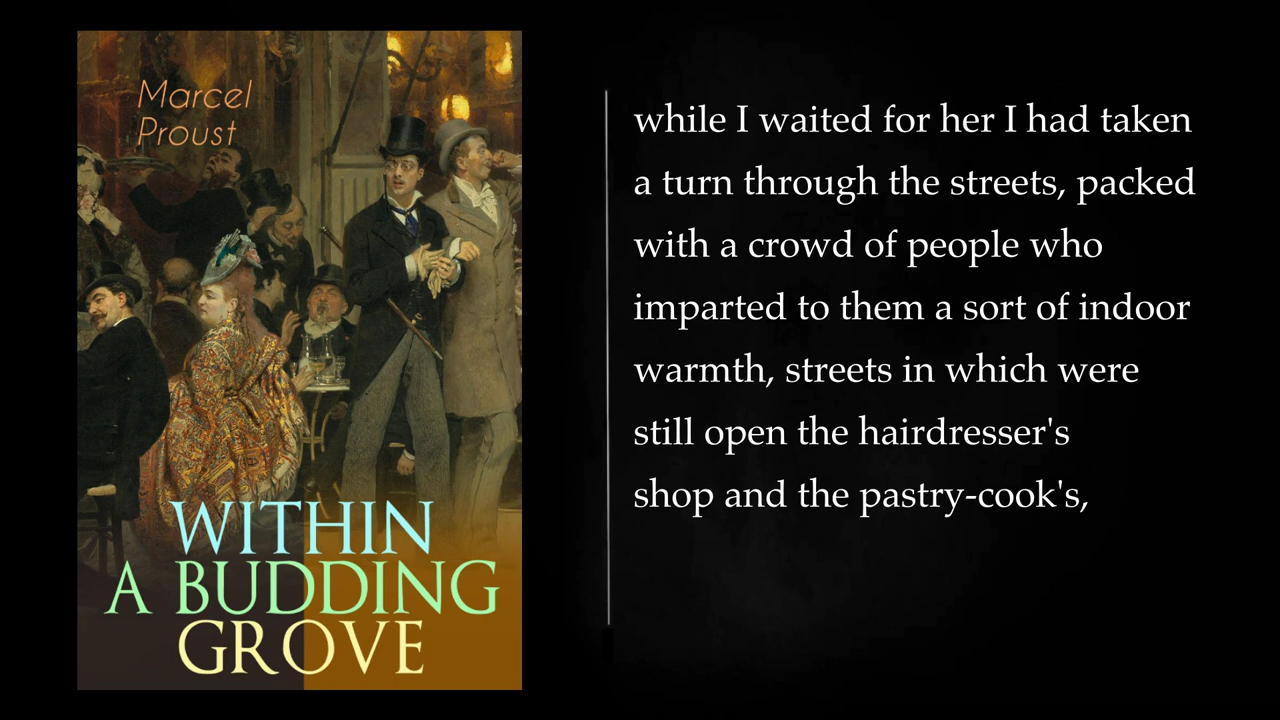 Marcel
Proust
WITHIN
A BUDDING
GROVE
while I waited for her I had taken
a turn through the streets, packed
with a crowd of people who
imparted to them a sort of indoor
warmth, streets in which were
still open the hairdresser's
shop and the pastry-cook's,